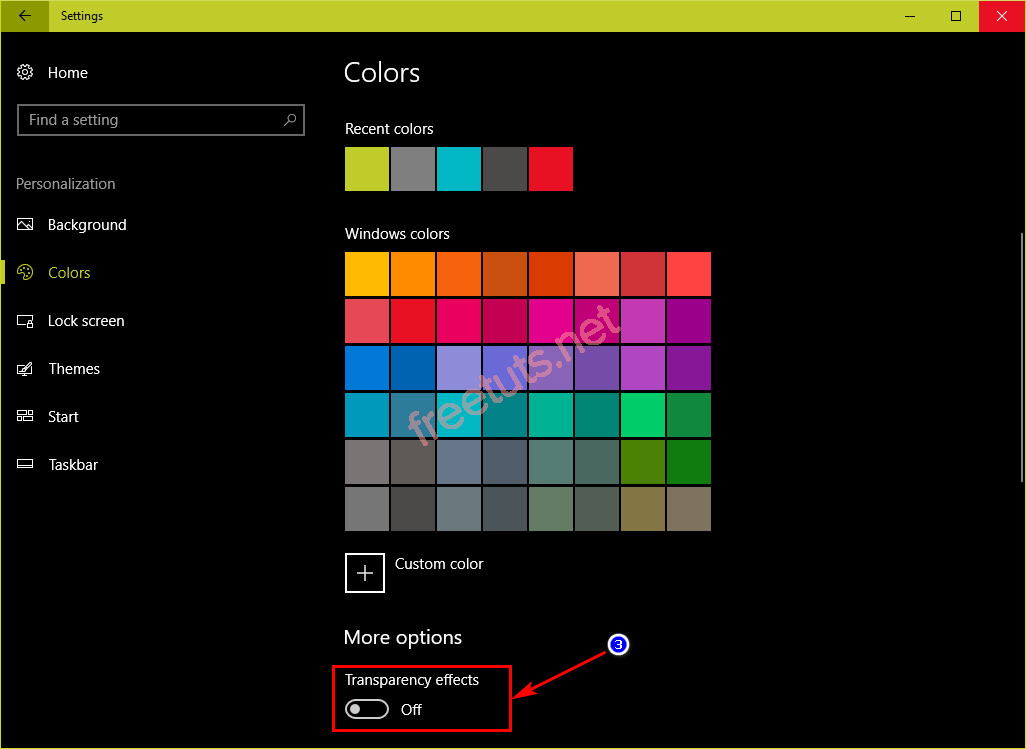 Settings
Home
Find a setting
Personalization
Background
Colors
Lock screen
Themes
Start
Taskbar
Colors
Recent colors
Windows colors
freetuts.net
Custom color
More options
3
Transparency effects
Off